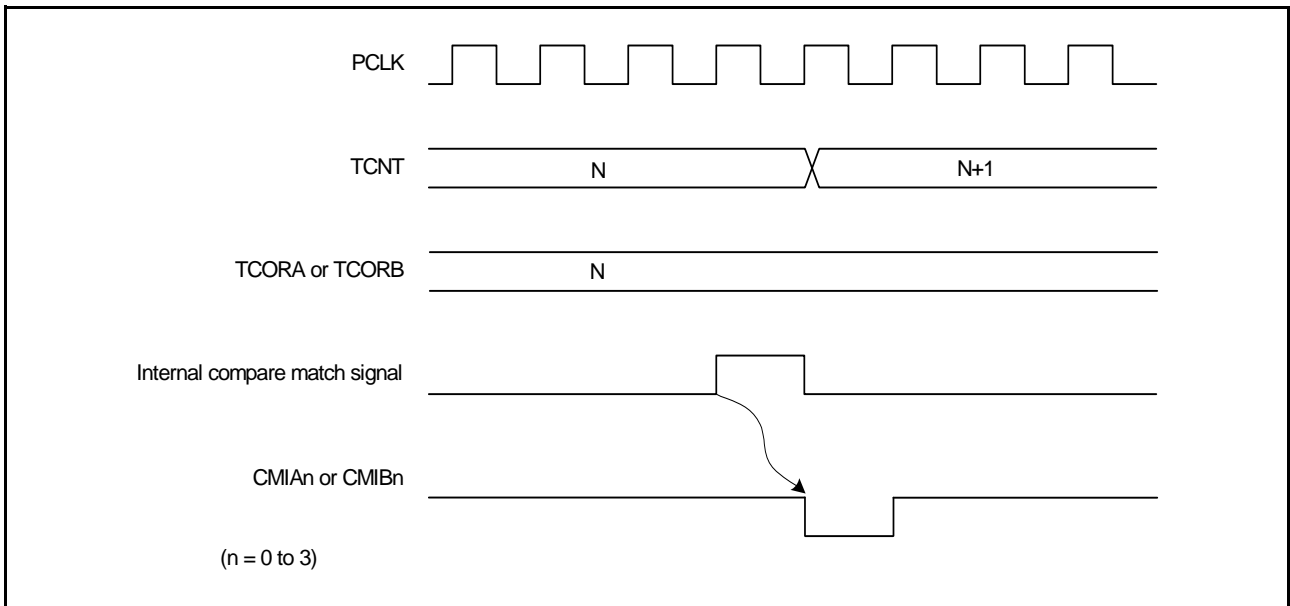 PCLK
TCNT
N
N+1
TCORA or TCORB
N
Internal compare match signal
CMIAn or CMIBn
(n = 0 to 3)